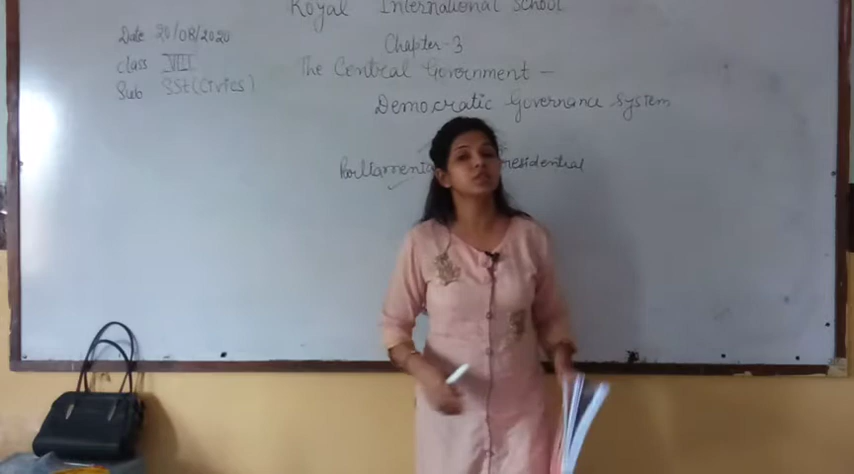 Royal International School
Date 20/08/2020
Chapter-3
class VIII
The Central Government —
Sub SSt(Civics)
Democratic Governance System